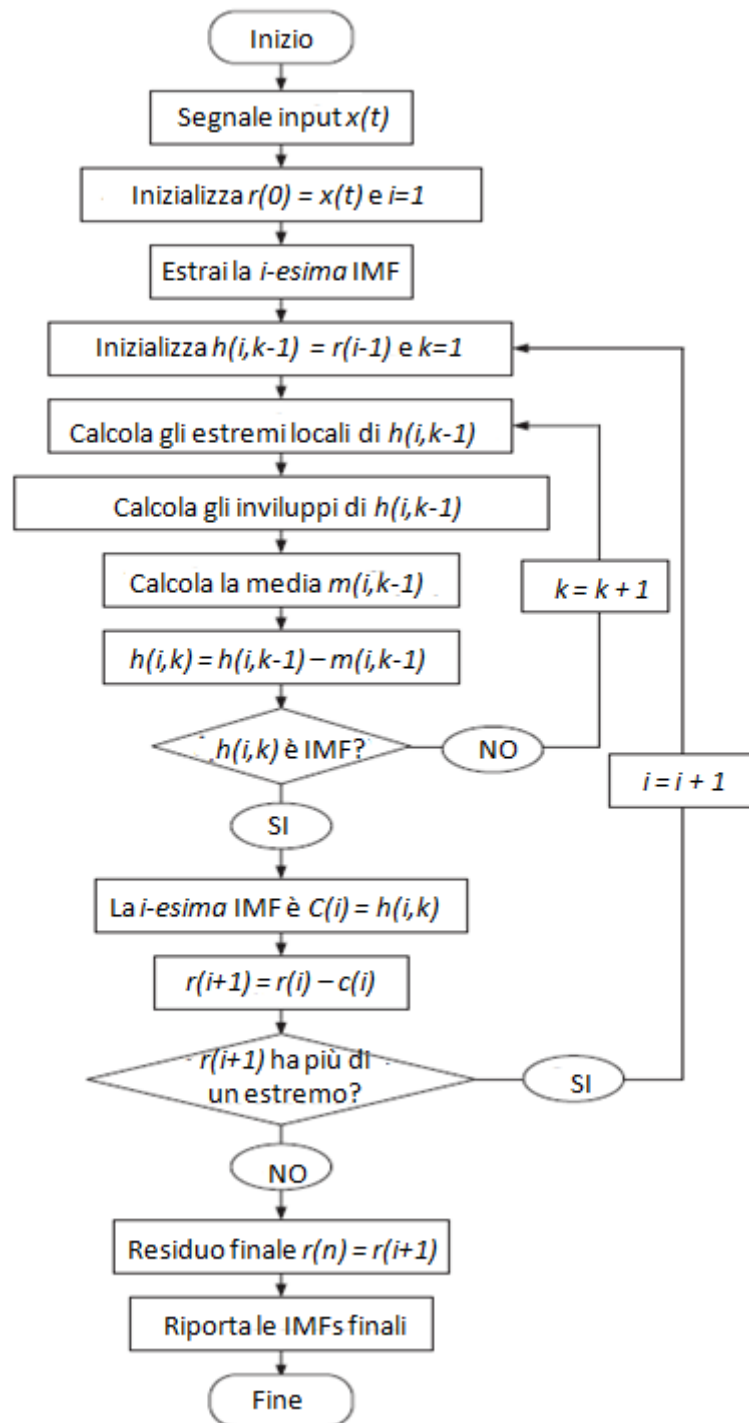 Inizio
Segnale input x(t)
Inizializza r(0) = x(t) e i=1
Estrai la i-esima IMF
Inizializza h(i,k-1) = r(i-1) e k=1
Calcola gli estremi locali di h(i,k-1)
Calcola gli inviluppi di h(i,k-1)
Calcola la media m(i,k-1)
k = k + 1
h(i,k) = h(i,k-1) – m(i,k-1)
h(i,k) è IMF?
NO
i = i + 1
SI
La i-esima IMF è C(i) = h(i,k)
r(i+1) = r(i) – c(i)
r(i+1) ha più di
un estremo?
SI
NO
Residuo finale r(n) = r(i+1)
Riporta le IMFs finali
Fine